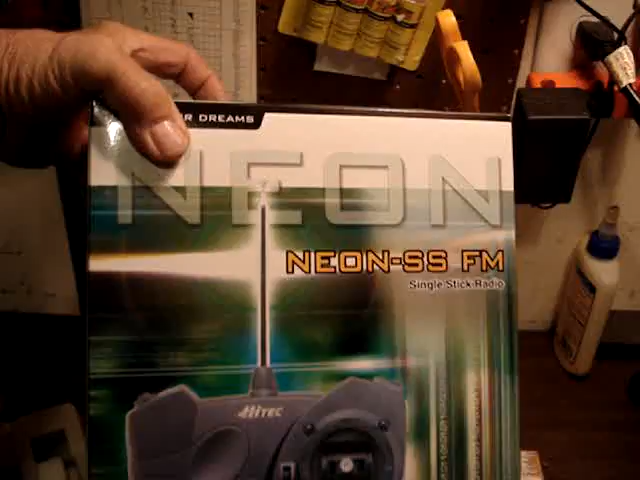 R DREAMS
NEON
NEON-SS FM
Single Stick Radio
HITEC